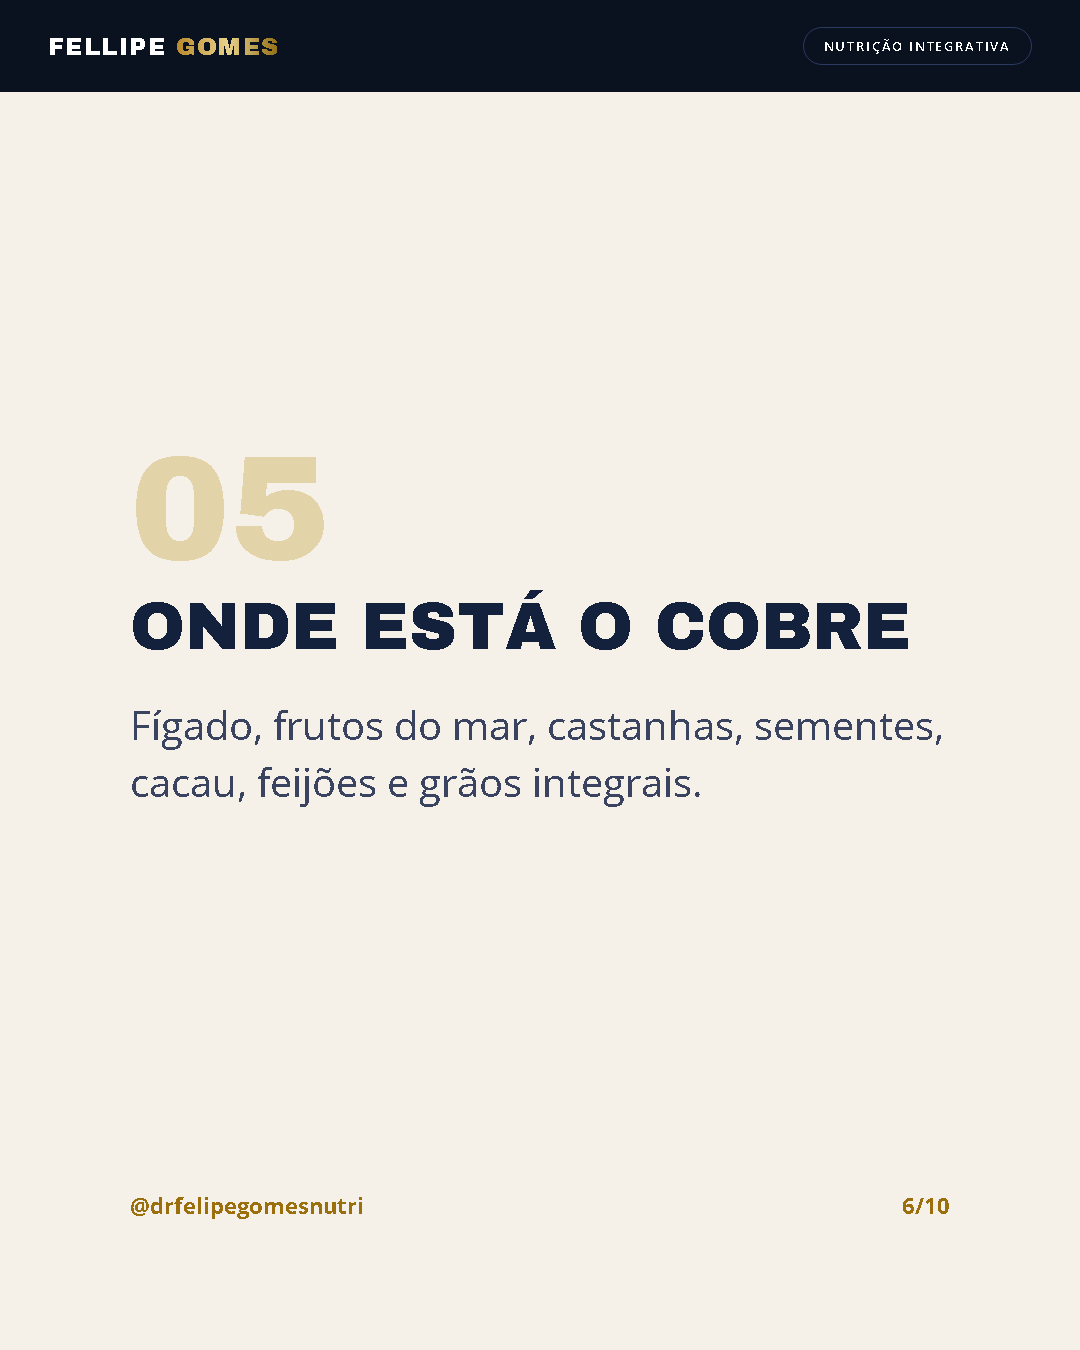 FELLIPE GOMES
NUTRIÇÃO INTEGRATIVA
05
ONDE ESTÁ O COBRE
Fígado, frutos do mar, castanhas, sementes,
cacau, feijões e grãos integrais.
@drfelipegomesnutri
6/10